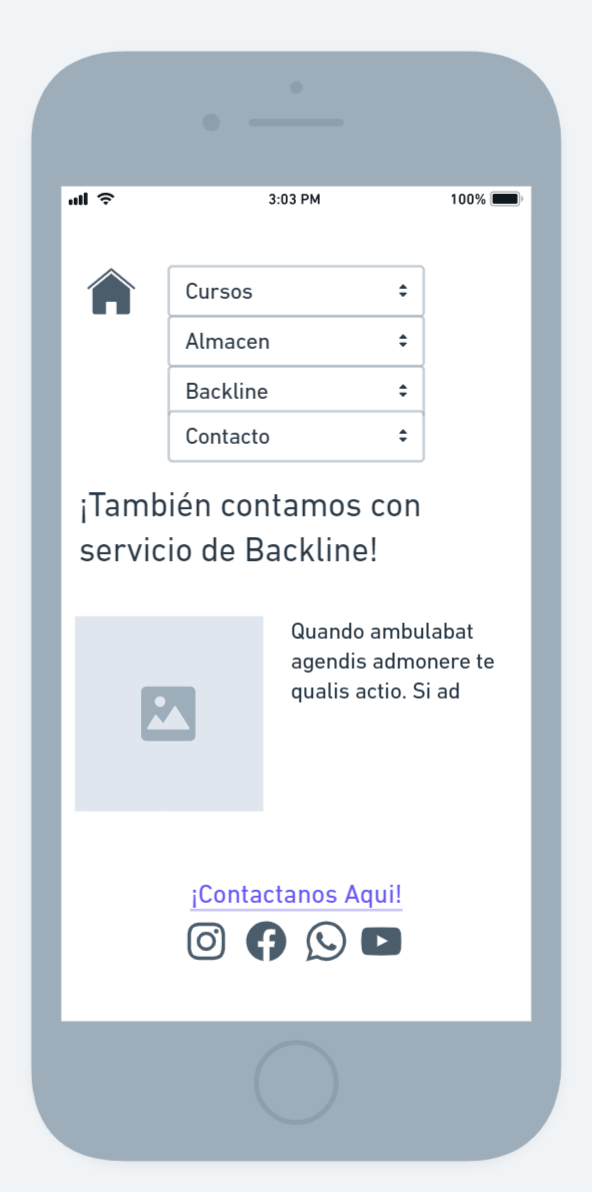 3:03 PM
100%
Cursos
Almacen
Backline
Contacto
¡También contamos con
servicio de Backline!
Quando ambulabat
agendis admonere te
qualis actio. Si ad
¡Contactanos Aqui!